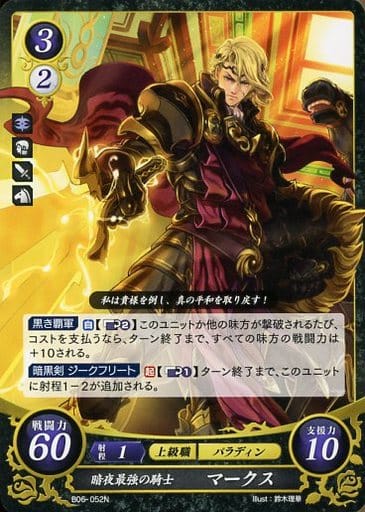 3
2
私は貴様を倒し、真の平和を取り戻す!
黒き覇軍 自【2】このユニットか他の味方が撃破されるたび、
コストを支払うなら、ターン終了まで、すべての味方の戦闘力は
+10される。
暗黒剣 ジークフリート 起【1】ターン終了まで、このユニット
に射程1-2が追加される。
戦闘力
60
射程 1 上級職 パラディン
支援力
10
暗夜最強の騎士 マークス
B06-052N
Illust:鈴木理華